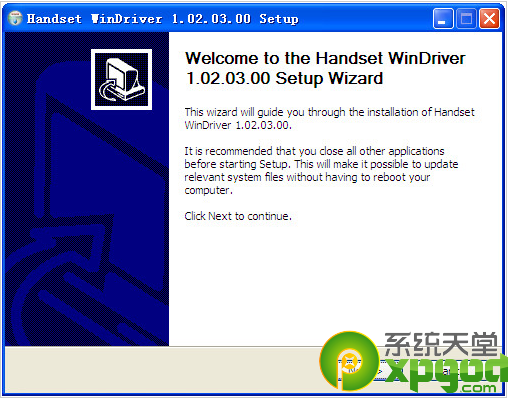 Handset WinDriver 1.02.03.00 Setup
Welcome to the Handset WinDriver
1.02.03.00 Setup Wizard
This wizard will guide you through the installation of Handset
WinDriver 1.02.03.00.
It is recommended that you close all other applications
before starting Setup. This will make it possible to update
relevant system files without having to reboot your
computer.
Click Next to continue.
系统天堂
xpgod
.com